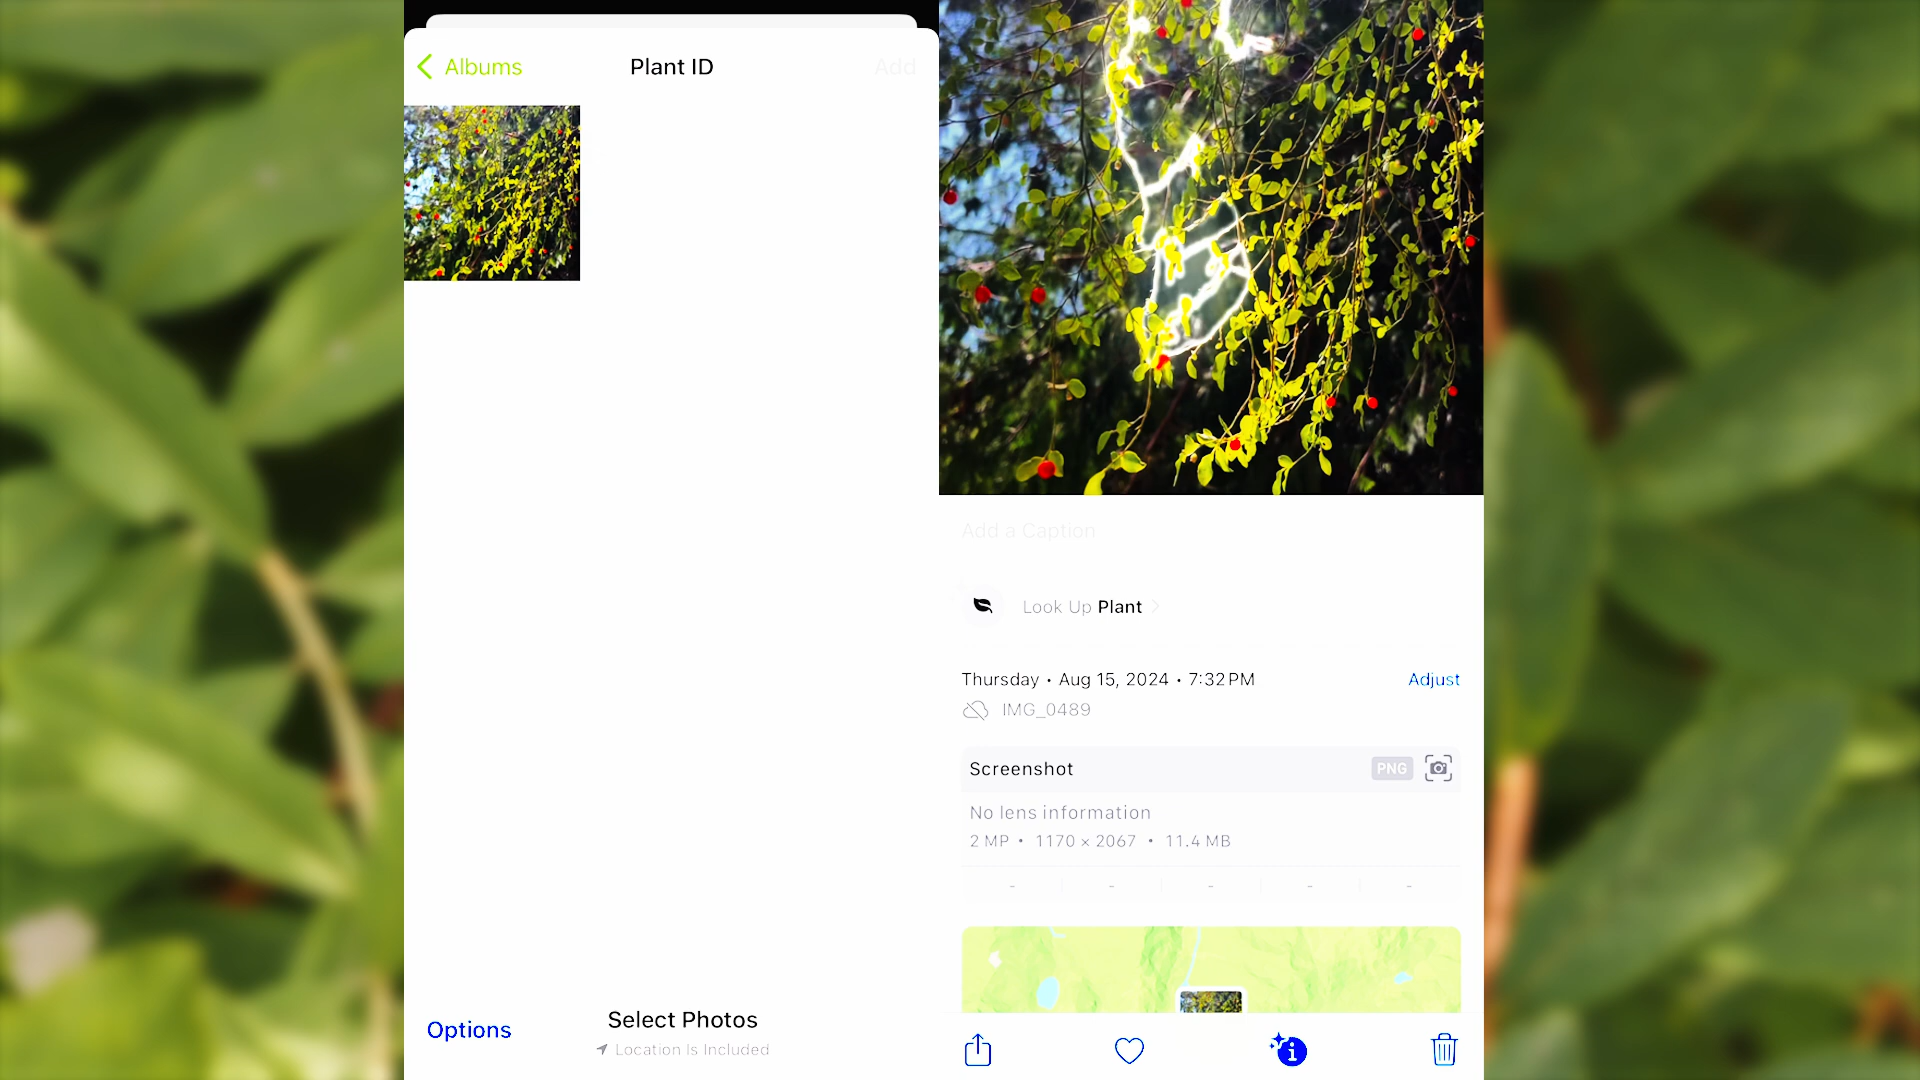 Albums
Plant ID
Add
Options
Select Photos
Location Is Included
Add a Caption
Look Up Plant
Thursday • Aug 15, 2024 • 7:32 PM
Adjust
IMG_0489
Screenshot
PNG
No lens information
2 MP • 1170 × 2067 • 11.4 MB
- - - - -